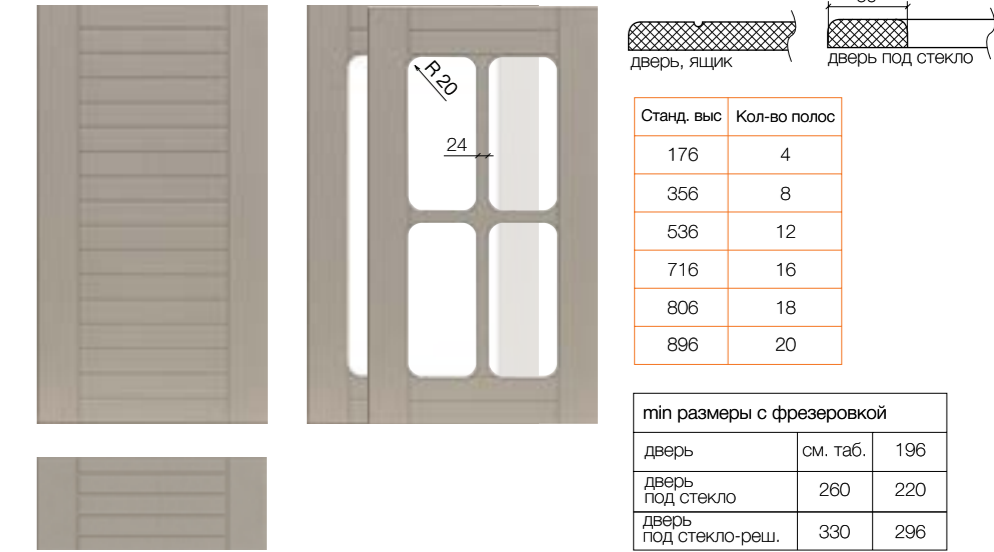 R 20
24
дверь, ящик
дверь под стекло
Станд. выс Кол-во полос
176 4
356 8
536 12
716 16
806 18
896 20
min размеры с фрезеровкой
дверь см. таб. 196
дверь
под стекло 260 220
дверь
под стекло-реш. 330 296